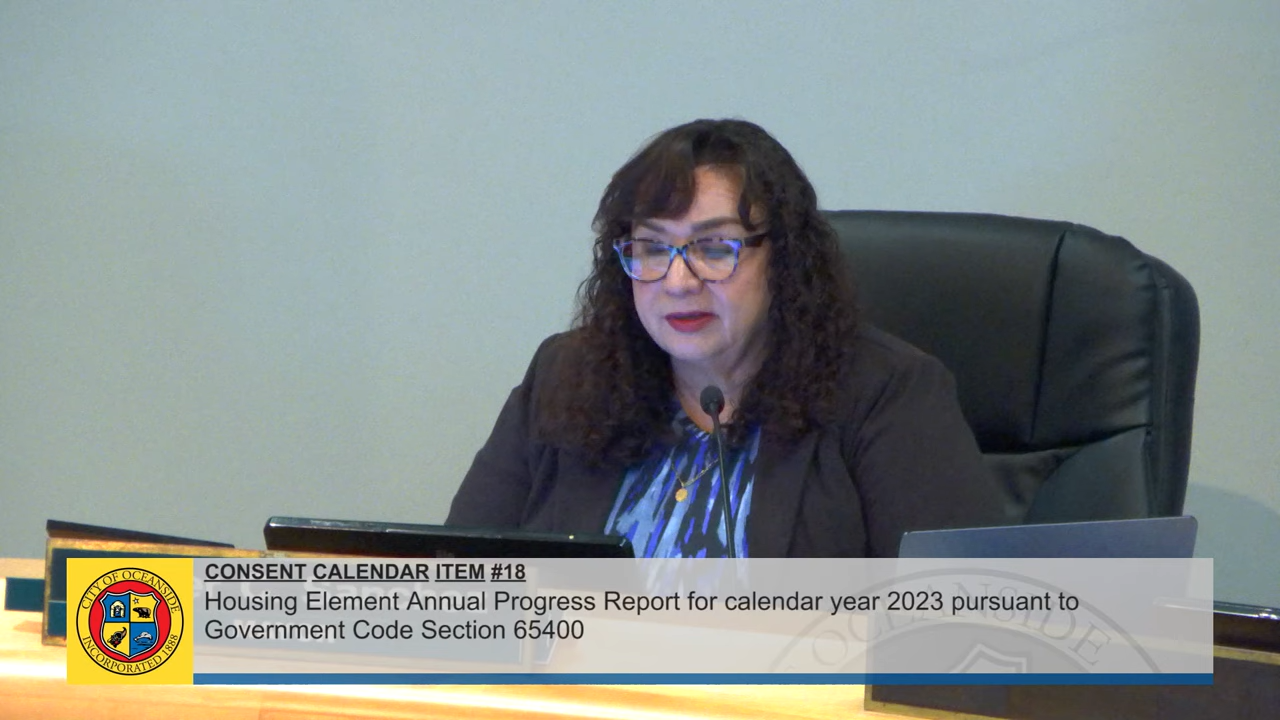 CONSENT CALENDAR ITEM #18
Housing Element Annual Progress Report for calendar year 2023 pursuant to
Government Code Section 65400
CITY OF OCEANSIDE
INCORPORATED 1888
OCEANSIDE